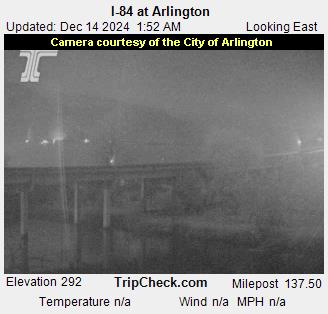 I-84 at Arlington
Updated: Dec 14 2024 1:52 AM Looking East
Camera courtesy of the City of Arlington
Elevation 292 TripCheck.com Milepost 137.50
Temperature n/a Wind n/a MPH n/a